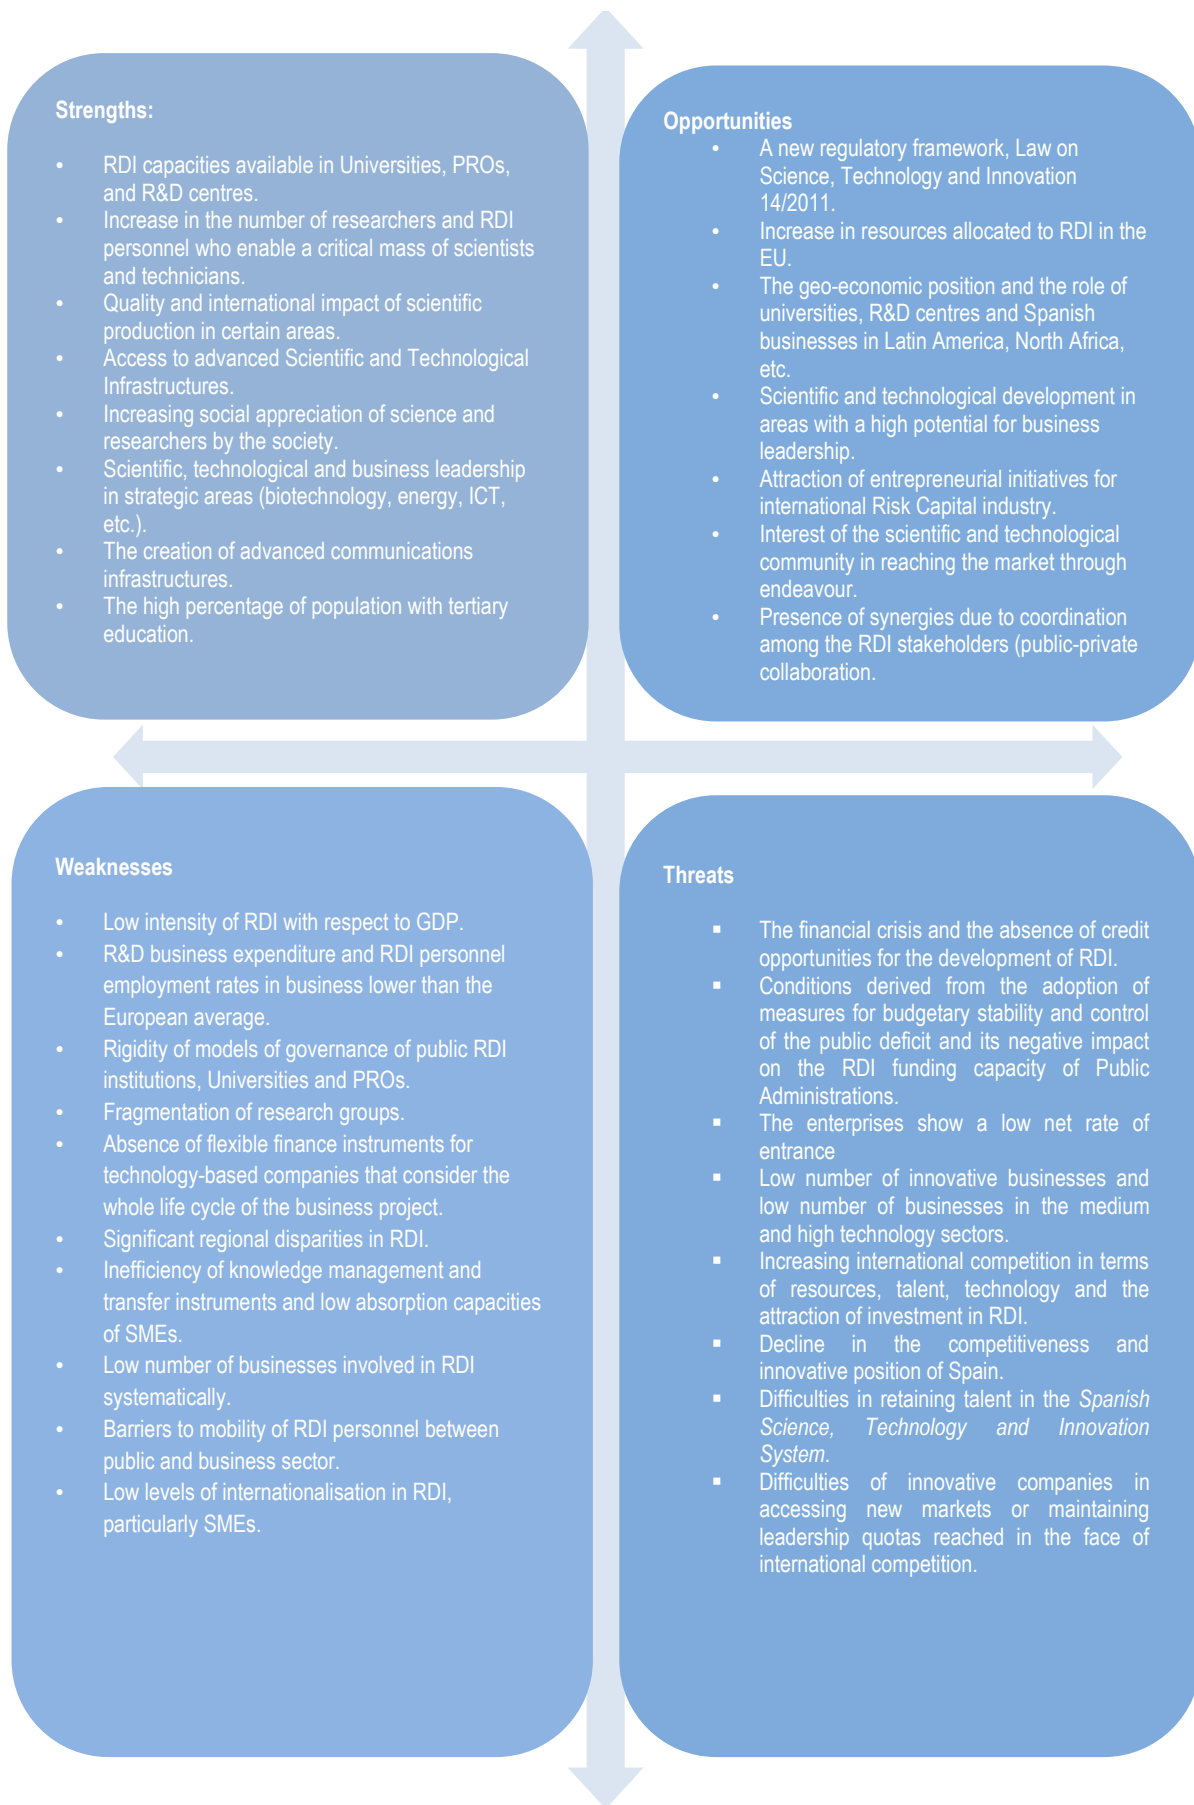 Strengths:
• RDI capacities available in Universities, PROs,
and R&D centres.
• Increase in the number of researchers and RDI
personnel who enable a critical mass of scientists
and technicians.
• Quality and international impact of scientific
production in certain areas.
• Access to advanced Scientific and Technological
Infrastructures.
• Increasing social appreciation of science and
researchers by the society.
• Scientific, technological and business leadership
in strategic areas (biotechnology, energy, ICT,
etc.).
• The creation of advanced communications
infrastructures.
• The high percentage of population with tertiary
education.
Opportunities
• A new regulatory framework, Law on
Science, Technology and Innovation
14/2011.
• Increase in resources allocated to RDI in the
EU.
• The geo-economic position and the role of
universities, R&D centres and Spanish
businesses in Latin America, North Africa,
etc.
• Scientific and technological development in
areas with a high potential for business
leadership.
• Attraction of entrepreneurial initiatives for
international Risk Capital industry.
• Interest of the scientific and technological
community in reaching the market through
endeavour.
• Presence of synergies due to coordination
among the RDI stakeholders (public-private
collaboration.
Weaknesses
• Low intensity of RDI with respect to GDP.
• R&D business expenditure and RDI personnel
employment rates in business lower than the
European average.
• Rigidity of models of governance of public RDI
institutions, Universities and PROs.
• Fragmentation of research groups.
• Absence of flexible finance instruments for
technology-based companies that consider the
whole life cycle of the business project.
• Significant regional disparities in RDI.
• Inefficiency of knowledge management and
transfer instruments and low absorption capacities
of SMEs.
• Low number of businesses involved in RDI
systematically.
• Barriers to mobility of RDI personnel between
public and business sector.
• Low levels of internationalisation in RDI,
particularly SMEs.
Threats
▪ The financial crisis and the absence of credit
opportunities for the development of RDI.
▪ Conditions derived from the adoption of
measures for budgetary stability and control
of the public deficit and its negative impact
on the RDI funding capacity of Public
Administrations.
▪ The enterprises show a low net rate of
entrance
▪ Low number of innovative businesses and
low number of businesses in the medium
and high technology sectors.
▪ Increasing international competition in terms
of resources, talent, technology and the
attraction of investment in RDI.
▪ Decline in the competitiveness and
innovative position of Spain.
▪ Difficulties in retaining talent in the Spanish
Science, Technology and Innovation
System.
▪ Difficulties of innovative companies in
accessing new markets or maintaining
leadership quotas reached in the face of
international competition.